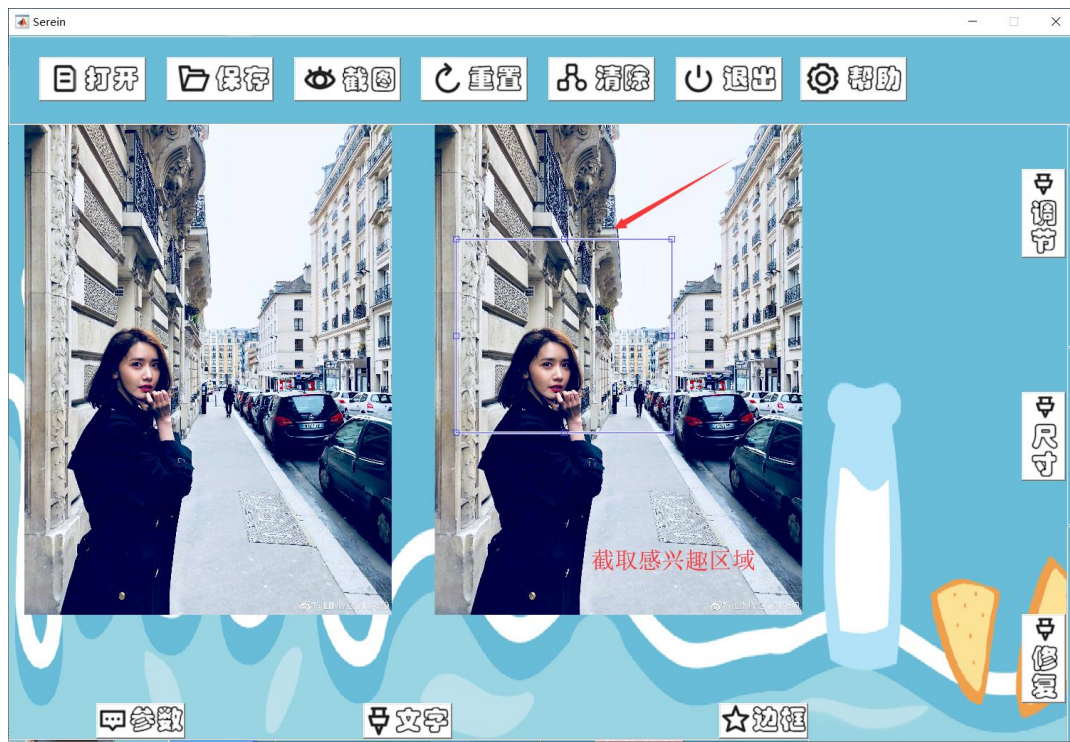 Serein
打开
保存
截图
重置
清除
退出
帮助
调节
尺寸
截取感兴趣区域
修复
参数
文字
边框